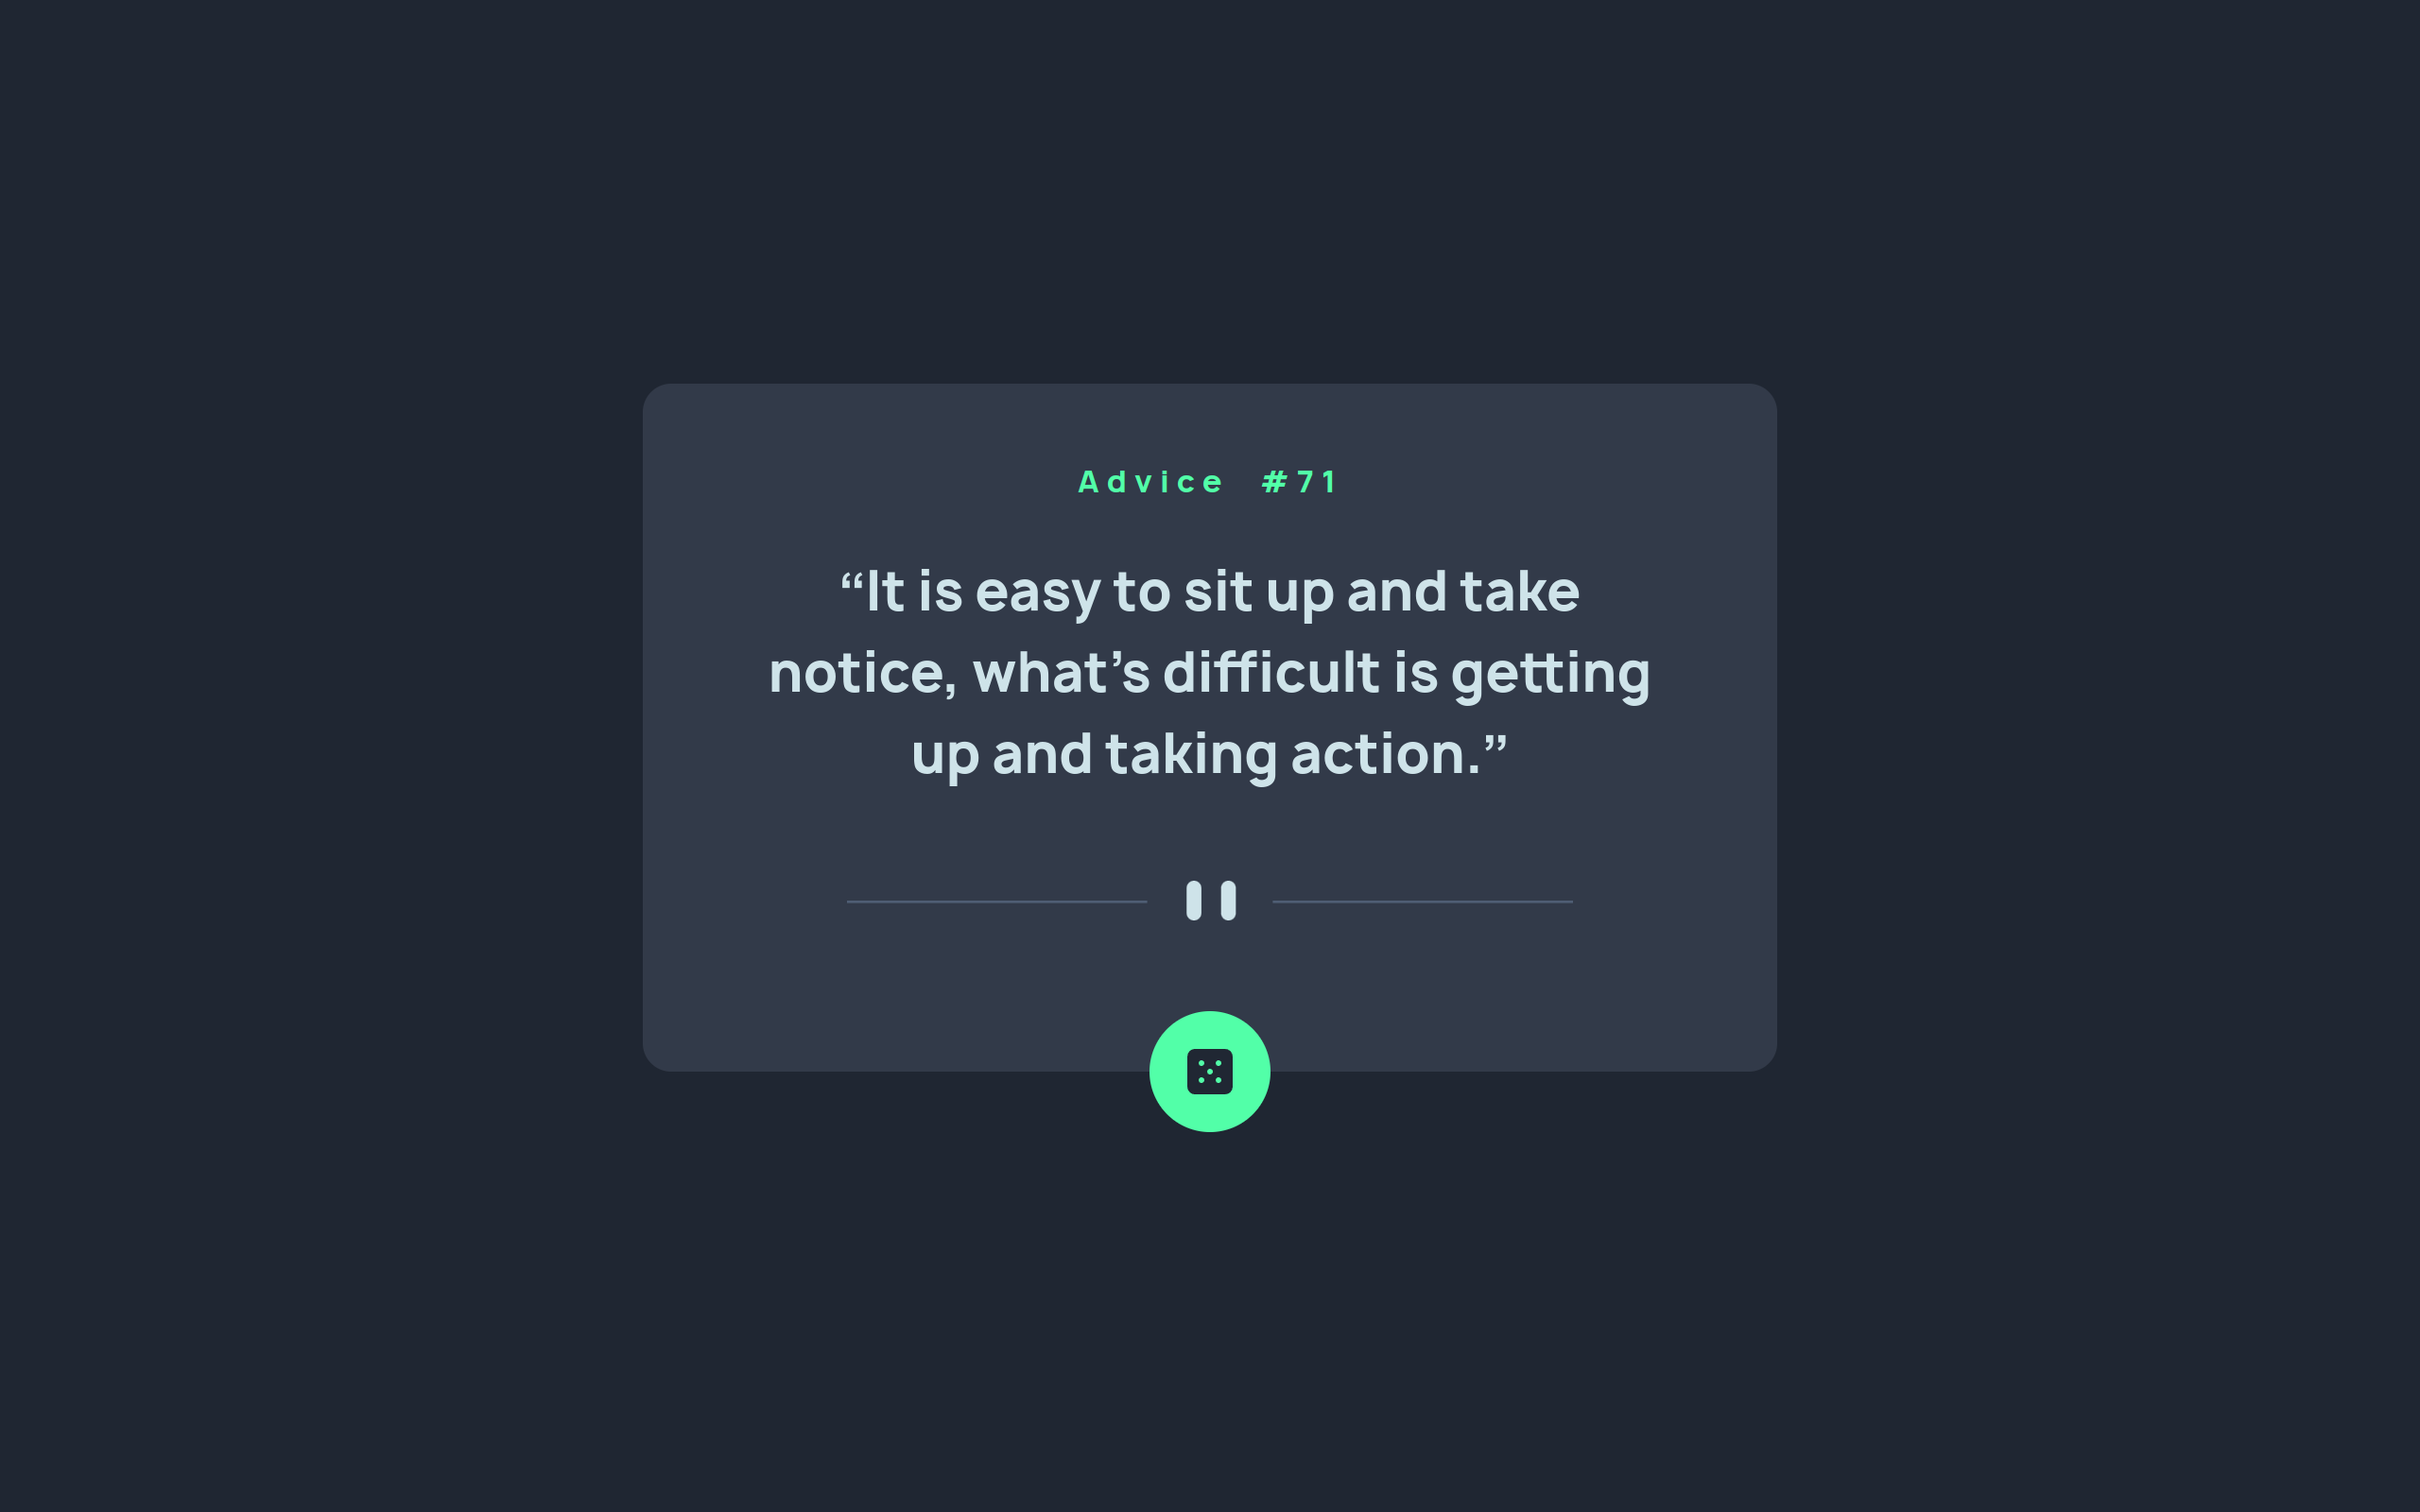 Advice #71
“It is easy to sit up and take
notice, what’s difficult is getting
up and taking action.”